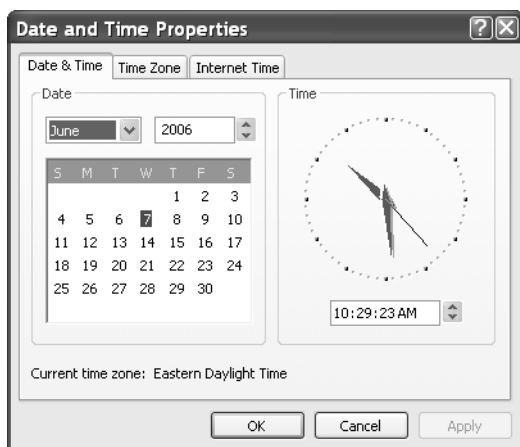 Date and Time Properties
Date & Time Time Zone Internet Time
Date Time
June 2006
S M T W T F S
1 2 3
4 5 6 7 8 9 10
11 12 13 14 15 16 17
18 19 20 21 22 23 24
25 26 27 28 29 30
10:29:23 AM
Current time zone: Eastern Daylight Time
OK Cancel Apply